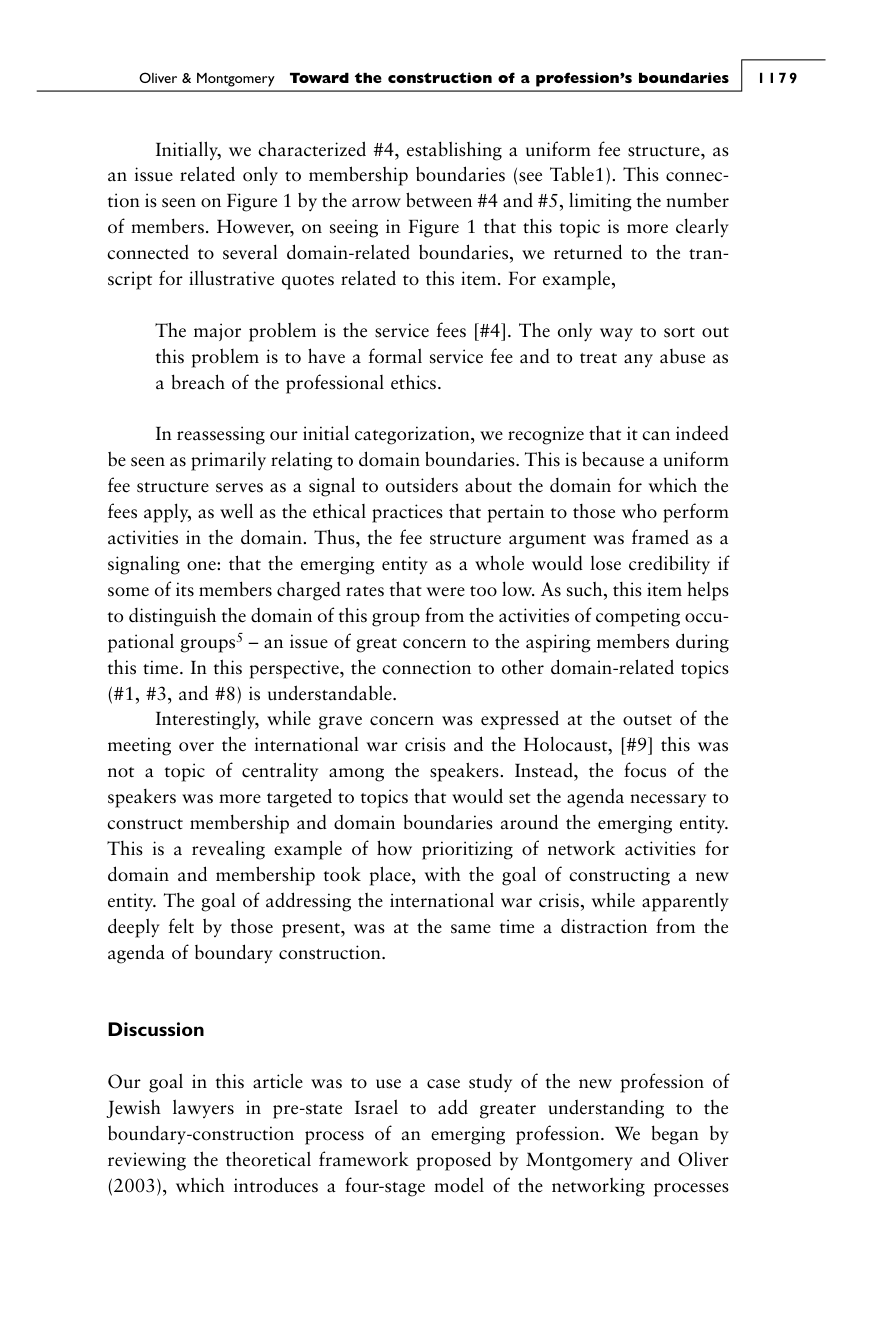 Oliver & Montgomery Toward the construction of a profession's boundaries 1179
Initially, we characterized #4, establishing a uniform fee structure, as
an issue related only to membership boundaries (see Table1). This connec-
tion is seen on Figure 1 by the arrow between #4 and #5, limiting the number
of members. However, on seeing in Figure 1 that this topic is more clearly
connected to several domain-related boundaries, we returned to the tran-
script for illustrative quotes related to this item. For example,
The major problem is the service fees [#4]. The only way to sort out
this problem is to have a formal service fee and to treat any abuse as
a breach of the professional ethics.
In reassessing our initial categorization, we recognize that it can indeed
be seen as primarily relating to domain boundaries. This is because a uniform
fee structure serves as a signal to outsiders about the domain for which the
fees apply, as well as the ethical practices that pertain to those who perform
activities in the domain. Thus, the fee structure argument was framed as a
signaling one: that the emerging entity as a whole would lose credibility if
some of its members charged rates that were too low. As such, this item helps
to distinguish the domain of this group from the activities of competing occu-
pational groups⁵ – an issue of great concern to the aspiring members during
this time. In this perspective, the connection to other domain-related topics
(#1, #3, and #8) is understandable.
Interestingly, while grave concern was expressed at the outset of the
meeting over the international war crisis and the Holocaust, [#9] this was
not a topic of centrality among the speakers. Instead, the focus of the
speakers was more targeted to topics that would set the agenda necessary to
construct membership and domain boundaries around the emerging entity.
This is a revealing example of how prioritizing of network activities for
domain and membership took place, with the goal of constructing a new
entity. The goal of addressing the international war crisis, while apparently
deeply felt by those present, was at the same time a distraction from the
agenda of boundary construction.
Discussion
Our goal in this article was to use a case study of the new profession of
Jewish lawyers in pre-state Israel to add greater understanding to the
boundary-construction process of an emerging profession. We began by
reviewing the theoretical framework proposed by Montgomery and Oliver
(2003), which introduces a four-stage model of the networking processes